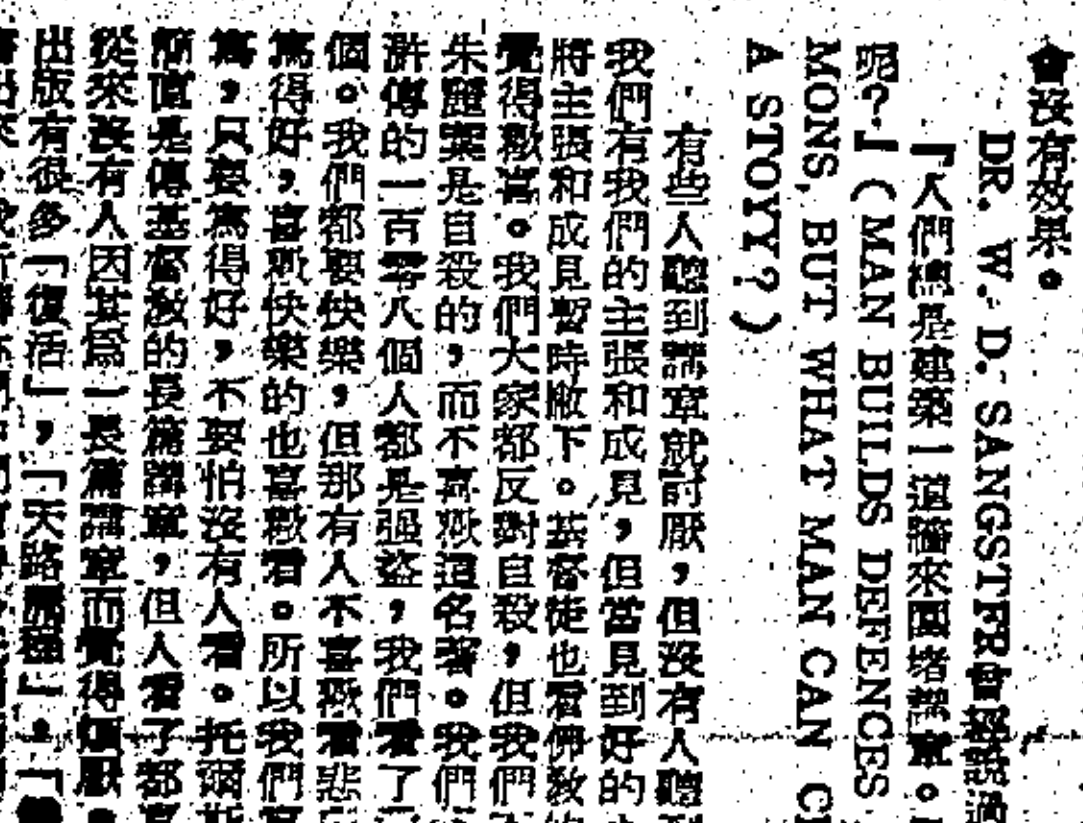 會沒有效果。
DR. W. D. SANGSTER曾經講過
『人們總是建築一道牆來圍堵講章。
呢?』(MAN BUILDS DEFENCES
MONS, BUT WHAT MAN CAN
A STOYY?)
有些人聽到講章就討厭,但沒有人聽到
我們有我們的主張和成見,但當見到好的
將主張和成見暫時敝下。基督徒也看佛教的
覺得歡喜。我們大家都反對自殺,但我們
朱麗葉是自殺的,而不喜歡這名著。我們
滸傳的一百零八個人都是强盜,我們看了
個。我們都要快樂,但那有人不喜歡看悲
寫得好,喜歡快樂的也喜歡看。所以我們寫
寫,只要寫得好,不要怕沒有人看。托爾斯
簡直是傳基督教的長篇講章,但人看了都喜
從來沒有人因其爲一長篇講章而覺得煩厭。
出版有很多「復活」,「天路歷程」。「